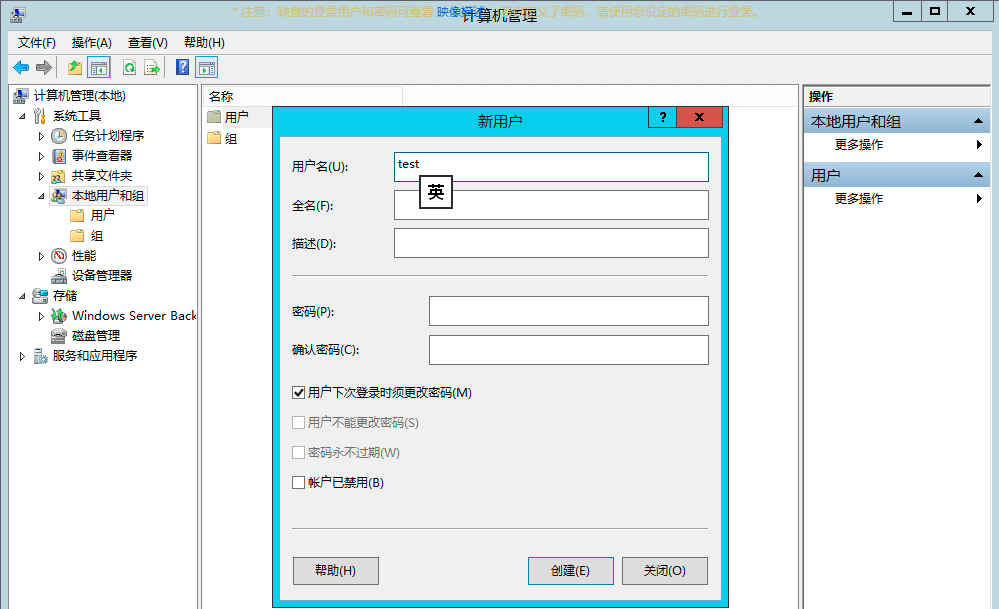 * 注意：缺省的登录用户和密码可查看 映像描述
义了密码，请使用您设定的密码进行登录。
计算机管理
文件(F) 操作(A) 查看(V) 帮助(H)
计算机管理(本地)
系统工具
任务计划程序
事件查看器
共享文件夹
本地用户和组
用户
组
性能
设备管理器
存储
Windows Server Back
磁盘管理
服务和应用程序
名称
用户
组
新用户
? X
用户名(U): test
英
全名(F):
描述(D):
密码(P):
确认密码(C):
用户下次登录时须更改密码(M)
用户不能更改密码(S)
密码永不过期(W)
帐户已禁用(B)
帮助(H) 创建(E) 关闭(O)
操作
本地用户和组
更多操作
用户
更多操作